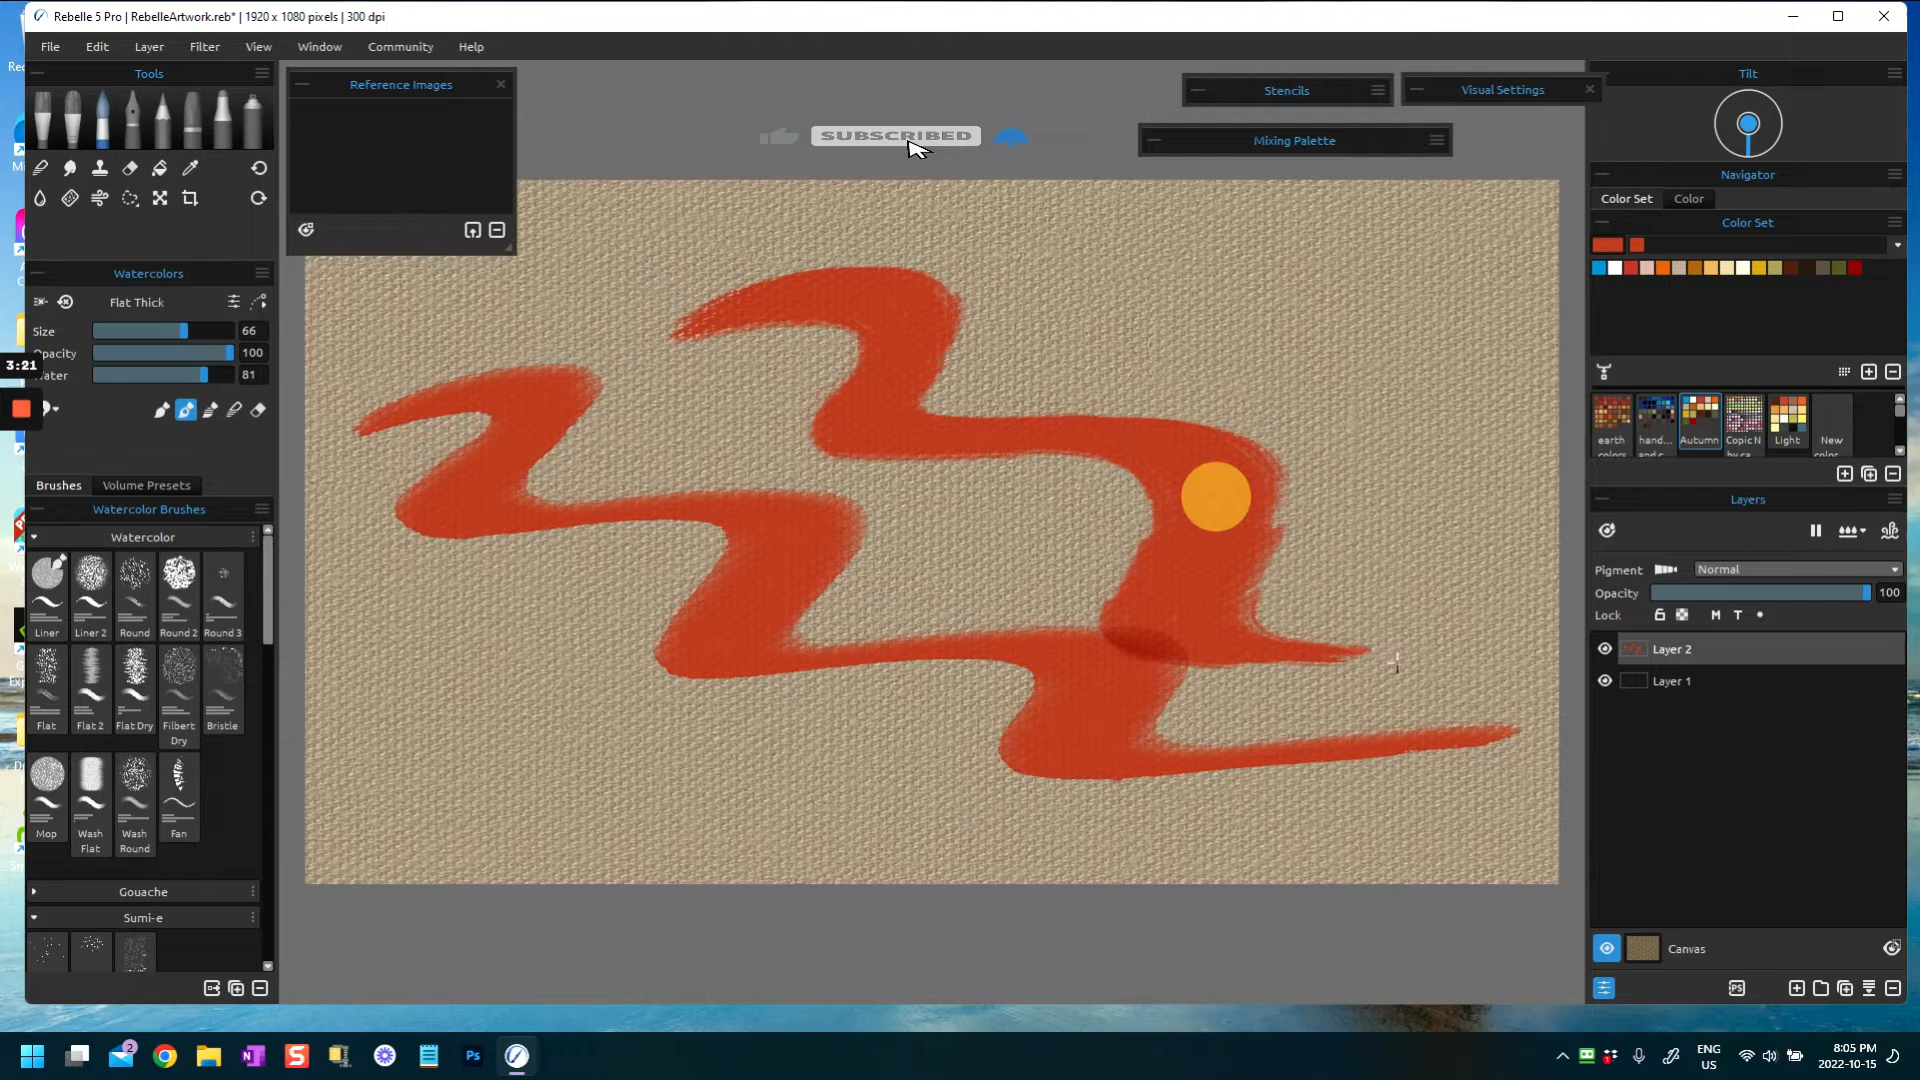 Rebelle 5 Pro | RebelleArtwork.reb* | 1920 x 1080 pixels | 300 dpi
File Edit Layer Filter View Window Community Help
Tools
Reference Images
Stencils
Visual Settings
Tilt
SUBSCRIBED
Mixing Palette
Navigator
Color Set Color
Color Set
Watercolors
Flat Thick
Size 66
Opacity 100
Water 81
3:21
earth colors
hand...
Autumn
Copic N
Light
New
Brushes Volume Presets
Watercolor Brushes
Watercolor
Liner Liner 2 Round Round 2 Round 3
Flat Flat 2 Flat Dry Filbert Dry Bristle
Mop Wash Flat Wash Round Fan
Gouache
Sumi-e
Layers
Pigment Normal
Opacity 100
Lock M T
Layer 2
Layer 1
Canvas
PS
2
N
S
Ps
ENG
US
8:05 PM
2022-10-15